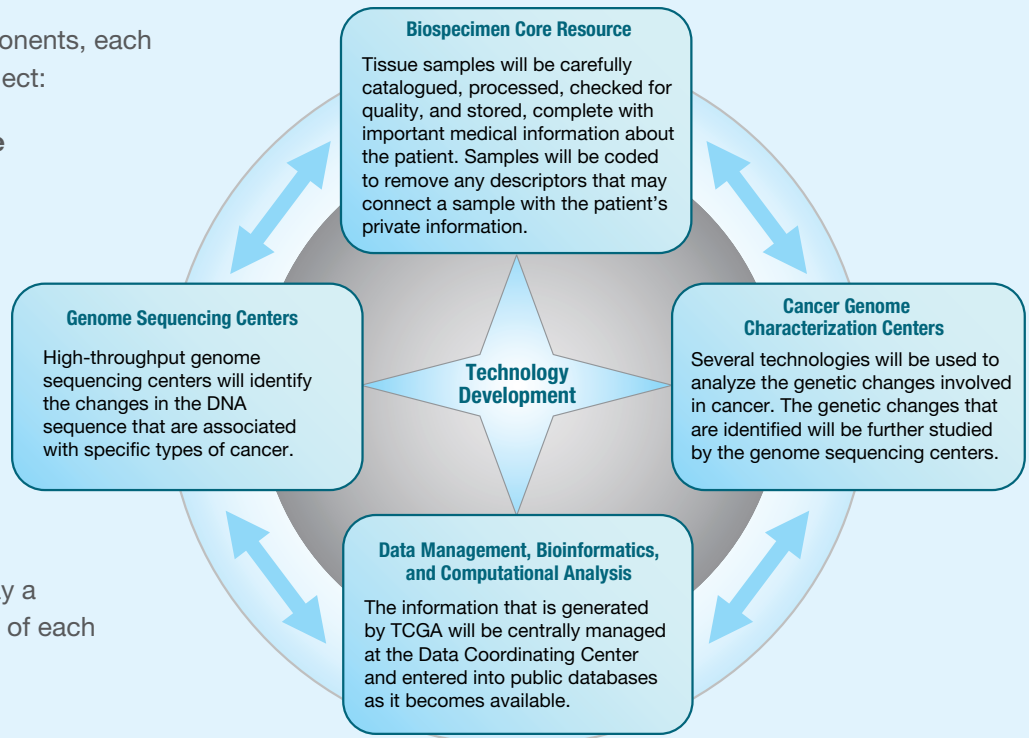 ponents, each
ject:
e
y a
of each
Biospecimen Core Resource
Tissue samples will be carefully
catalogued, processed, checked for
quality, and stored, complete with
important medical information about
the patient. Samples will be coded
to remove any descriptors that may
connect a sample with the patient's
private information.
Genome Sequencing Centers
High-throughput genome
sequencing centers will identify
the changes in the DNA
sequence that are associated
with specific types of cancer.
Technology
Development
Cancer Genome
Characterization Centers
Several technologies will be used to
analyze the genetic changes involved
in cancer. The genetic changes that
are identified will be further studied
by the genome sequencing centers.
Data Management, Bioinformatics,
and Computational Analysis
The information that is generated
by TCGA will be centrally managed
at the Data Coordinating Center
and entered into public databases
as it becomes available.